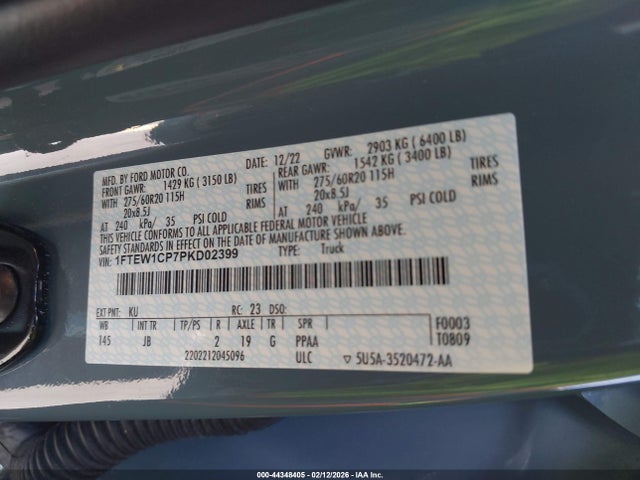 MFD. BY FORD MOTOR CO. DATE: 12/22 GVWR: 2903 KG (6400 LB)
FRONT GAWR: 1429 KG (3150 LB) REAR GAWR: 1542 KG (3400 LB)
WITH 275/60R20 115H TIRES WITH 275/60R20 115H TIRES
20x8.5J RIMS 20x8.5J RIMS
AT 240 kPa/ 35 PSI COLD AT 240 kPa/ 35 PSI COLD
THIS VEHICLE CONFORMS TO ALL APPLICABLE FEDERAL MOTOR VEHICLE
SAFETY STANDARDS IN EFFECT ON THE DATE OF MANUFACTURE SHOWN ABOVE.
VIN: 1FTEW1CP7PKD02399 TYPE: Truck
EXT PNT: KU RC: 23 DSO:
WB INT TR TP/PS R AXLE TR SPR F0003
145 JB 2 19 G PPAA T0809
2202212045096 ULC 5U5A-3520472-AA
000-44348405 - 02/12/2026 - IAA Inc.